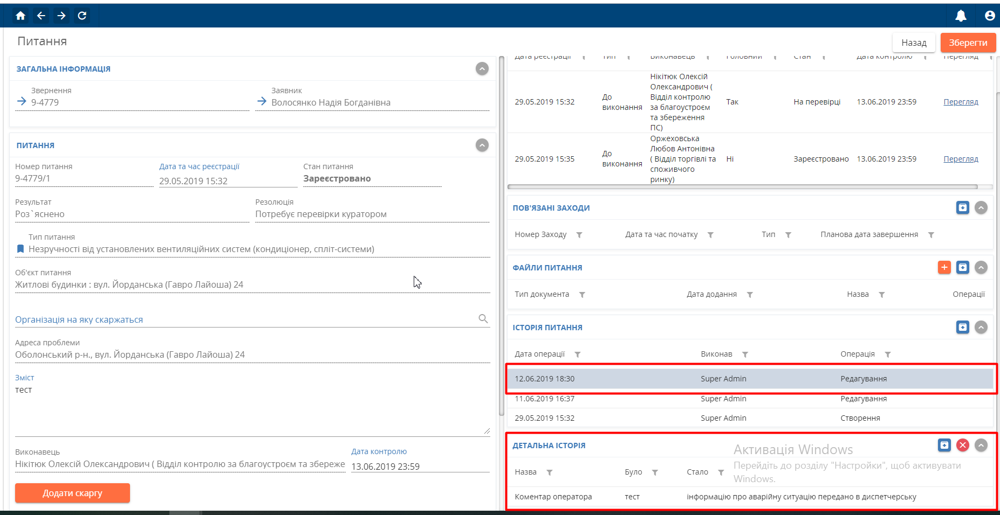 Питання
Назад
Зберегти
ЗАГАЛЬНА ІНФОРМАЦІЯ
Звернення
9-4779
Заявник
Волосянко Надія Богданівна
ПИТАННЯ
Номер питання
9-4779/1
Дата та час реєстрації
29.05.2019 15:32
Стан питання
Зареєстровано
Результат
Роз`яснено
Резолюція
Потребує перевірки куратором
Тип питання
Незручності від установлених вентиляційних систем (кондиціонер, спліт-системи)
Об'єкт питання
Житлові будинки : вул. Йорданська (Гавро Лайоша) 24
Організація на яку скаржаться
Адреса проблеми
Оболонський р-н., вул. Йорданська (Гавро Лайоша) 24
Зміст
тест
Виконавець
Нікітюк Олексій Олександрович ( Відділ контролю за благоустроєм та збереже
Дата контролю
13.06.2019 23:59
Додати скаргу
Дата реєстрації Тип Виконавець Головний Стан Дата контролю Перегляд
29.05.2019 15:32
До
виконання
Нікітюк Олексій
Олександрович (
Відділ контролю
за благоустроєм
та збереження
ПС)
Так
На перевірці
13.06.2019 23:59
Перегляд
29.05.2019 15:35
До
виконання
Оржеховська
Любов Антонівна
( Відділ торгівлі та
споживчого
ринку)
Ні
Зареєстровано
13.06.2019 23:59
Перегляд
ПОВ'ЯЗАНІ ЗАХОДИ
Номер Заходу Дата та час початку Тип Планова дата завершення
ФАЙЛИ ПИТАННЯ
Тип документа Дата додання Назва Операції
ІСТОРІЯ ПИТАННЯ
Дата операції Виконав Операція
12.06.2019 18:30 Super Admin Редагування
11.06.2019 16:37 Super Admin Редагування
29.05.2019 15:32 Super Admin Створення
ДЕТАЛЬНА ІСТОРІЯ
Назва Було Стало
Коментар оператора тест інформацію про аварійну ситуацію передано в диспетчерську
Активація Windows
Перейдіть до розділу "Настройки", щоб активувати
Windows.